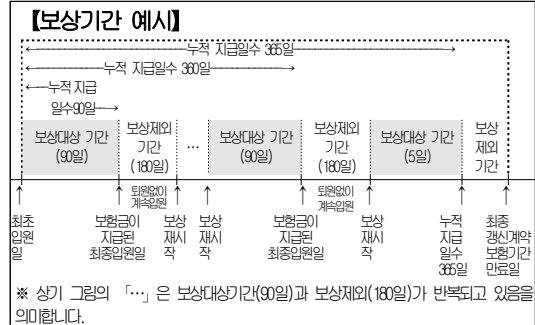 【보상기간 예시】
누적 지급일수 365일
누적 지급일수 360일
누적 지급
일수90일
보상대상 기간
(90일)
보상제외
기간
(180일)
…
보상대상 기간
(90일)
보상제외
기간
(180일)
보상대상 기간
(5일)
보상
제외
기간
퇴원없이
계속입원
퇴원없이
계속입원
최초
입원
일
보험금이
지급된
최종입원일
보상
재시
작
보상
재시
작
보험금이
지급된
최종입원일
보상
재시
작
누적
지급
일수
365일
최종
갱신계약
보험기간
만료일
※ 상기 그림의 「…」은 보상대상기간(90일)과 보상제외(180일)가 반복되고 있음을
의미합니다.